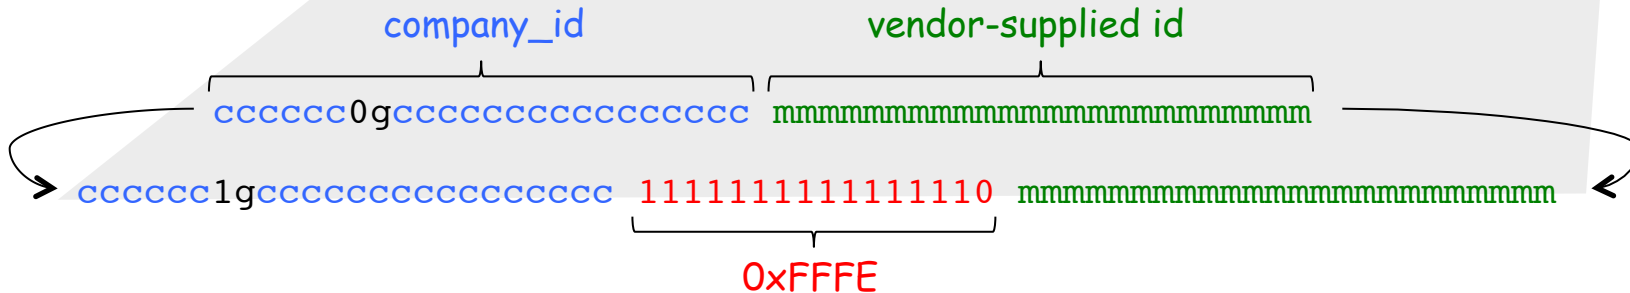 company_id vendor-supplied id
cccccc0gcccccccccccccccc mmmmmmmmmmmmmmmmmmmmmmmm
cccccc1gcccccccccccccccc 1111111111111110 mmmmmmmmmmmmmmmmmmmmmmmm
0xFFFE